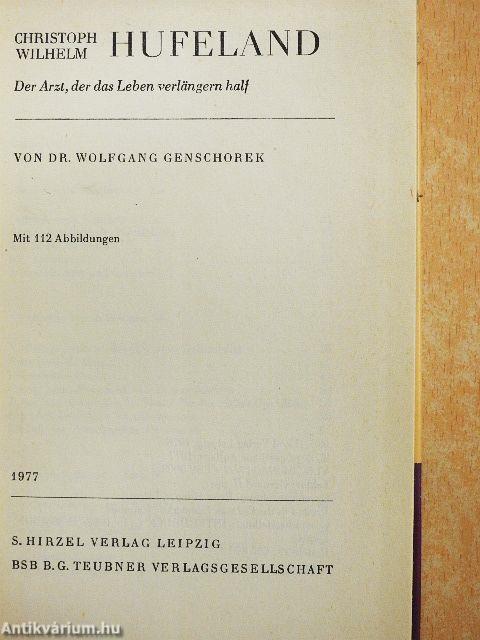 CHRISTOPH
WILHELM HUFELAND
Der Arzt, der das Leben verlängern half
VON DR. WOLFGANG GENSCHOREK
Mit 112 Abbildungen
1977
S. HIRZEL VERLAG LEIPZIG
BSB B. G. TEUBNER VERLAGSGESELLSCHAFT
Antikvárium.hu